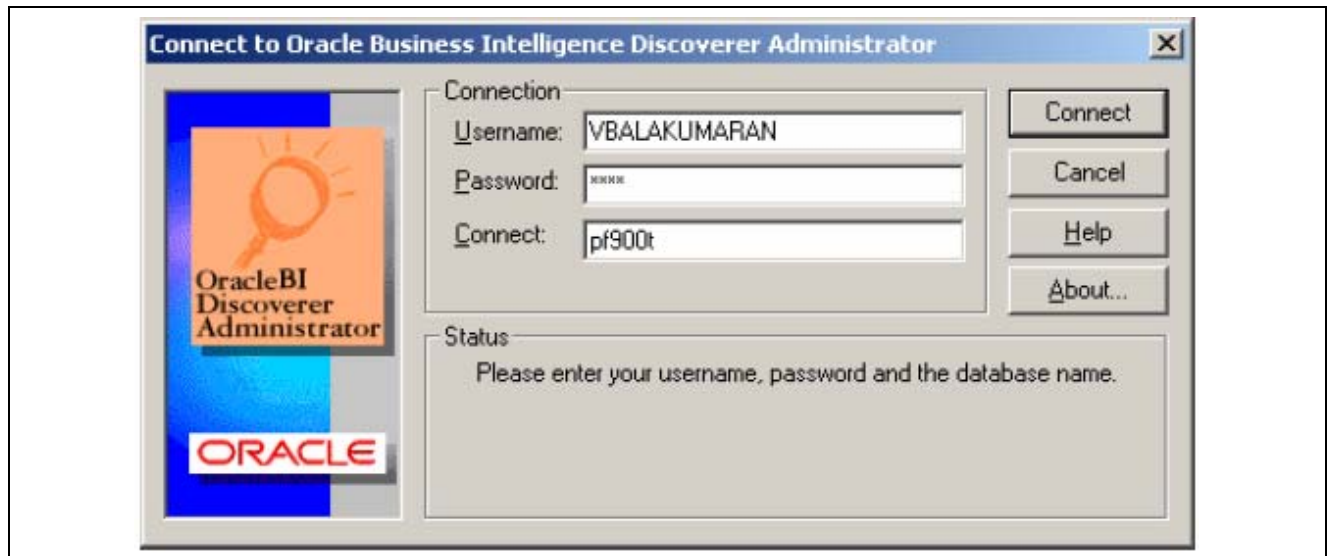 Connect to Oracle Business Intelligence Discoverer Administrator
Connection
Username: VBALAKUMARAN
Password: ****
Connect: pf900t
Connect
Cancel
Help
About...
OracleBI
Discoverer
Administrator
ORACLE
Status
Please enter your username, password and the database name.